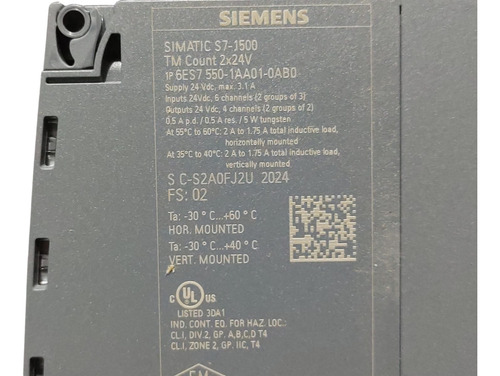 SIEMENS
SIMATIC S7-1500
TM Count 2x24V
1P 6ES7 550-1AA01-0AB0
Supply 24 Vdc, max. 3.1 A
Inputs 24Vdc, 6 channels (2 groups of 3)
Outputs 24 Vdc, 4 channels (2 groups of 2)
0.5 A p.d. / 0.5 A res. / 5 W tungsten
At 55°C to 60°C: 2 A to 1.75 A total inductive load,
horizontally mounted
At 35°C to 40°C: 2 A to 1.75 A total inductive load,
vertically mounted
S C-S2A0FJ2U 2024
FS: 02
Ta: -30 ° C...+60 ° C
HOR. MOUNTED
Ta: -30 ° C...+40 ° C
VERT. MOUNTED
C UL US
LISTED 3DA1
IND. CONT. EQ. FOR HAZ. LOC.:
CL.I, DIV.2, GP. A,B,C,D T4
CL.I, ZONE 2, GP. IIC, T4
FM